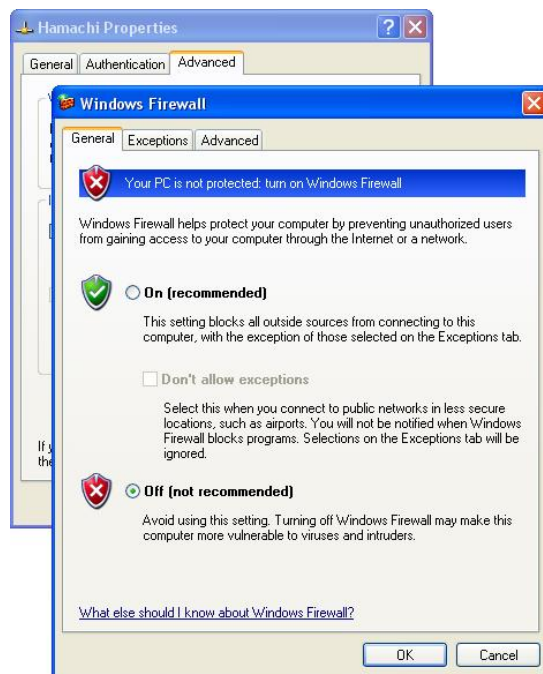 Hamachi Properties
General Authentication Advanced
Windows Firewall
General Exceptions Advanced
Your PC is not protected: turn on Windows Firewall
Windows Firewall helps protect your computer by preventing unauthorized users
from gaining access to your computer through the Internet or a network.
On (recommended)
This setting blocks all outside sources from connecting to this
computer, with the exception of those selected on the Exceptions tab.
Don't allow exceptions
Select this when you connect to public networks in less secure
locations, such as airports. You will not be notified when Windows
Firewall blocks programs. Selections on the Exceptions tab will be
ignored.
If
Off (not recommended)
Avoid using this setting. Turning off Windows Firewall may make this
computer more vulnerable to viruses and intruders.
What else should I know about Windows Firewall?
OK Cancel